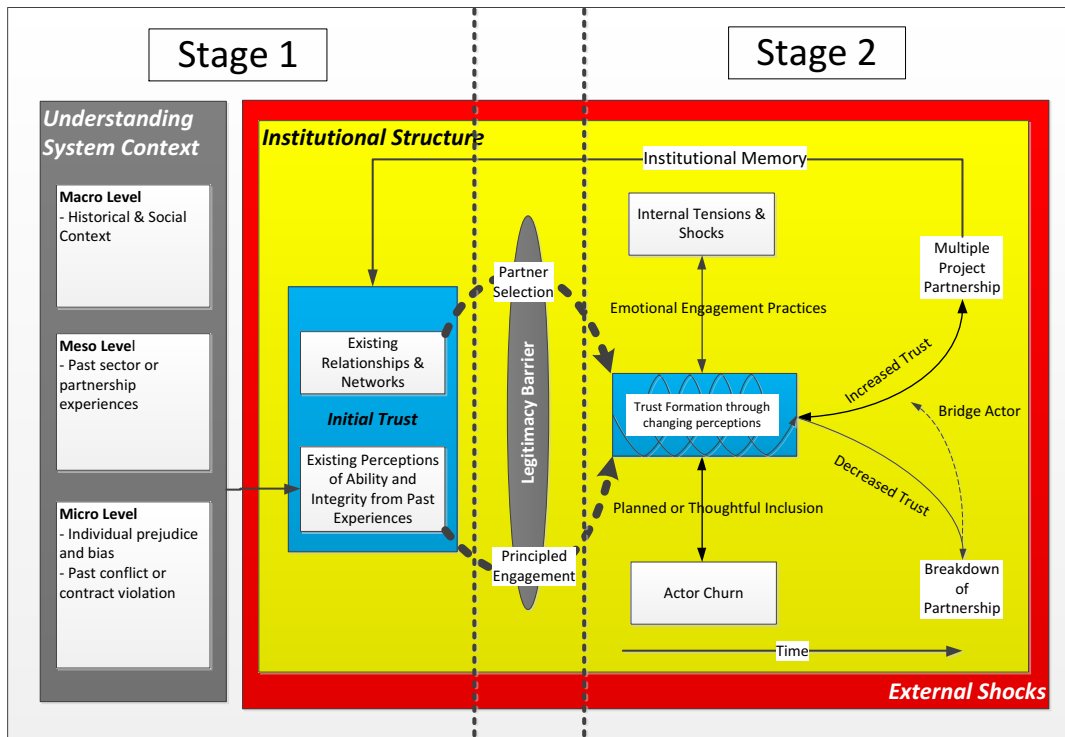 Stage 1
Stage 2
Understanding
System Context
Macro Level
- Historical & Social
Context
Meso Level
- Past sector or
partnership
experiences
Micro Level
- Individual prejudice
and bias
- Past conflict or
contract violation
Institutional Structure
Institutional Memory
Existing
Relationships &
Networks
Initial Trust
Existing Perceptions
of Ability and
Integrity from Past
Experiences
Partner
Selection
Legitimacy Barrier
Principled
Engagement
Internal Tensions &
Shocks
Emotional Engagement Practices
Trust Formation through
changing perceptions
Planned or Thoughtful Inclusion
Actor Churn
Multiple
Project
Partnership
Increased Trust
Bridge Actor
Decreased Trust
Breakdown
of
Partnership
Time
External Shocks